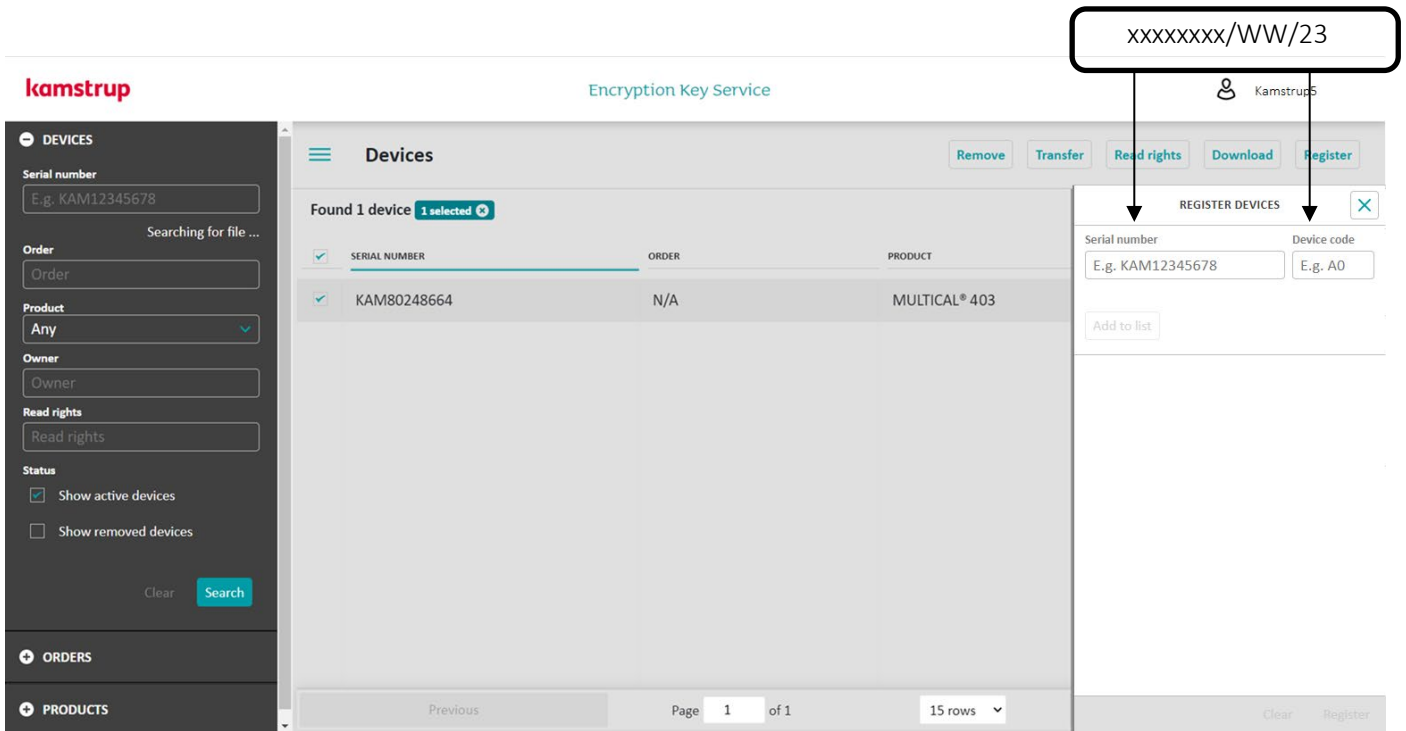 xxxxxxxx/WW/23
kamstrup
Encryption Key Service
Kamstrup5
DEVICES
Serial number
E.g. KAM12345678
Searching for file ...
Order
Order
Product
Any
Owner
Owner
Read rights
Read rights
Status
Show active devices
Show removed devices
Clear Search
ORDERS
PRODUCTS
Devices
Remove Transfer Read rights Download Register
Found 1 device 1 selected
SERIAL NUMBER ORDER PRODUCT
KAM80248664 N/A MULTICAL® 403
Previous Page 1 of 1 15 rows
REGISTER DEVICES
Serial number Device code
E.g. KAM12345678 E.g. A0
Add to list
Clear Register